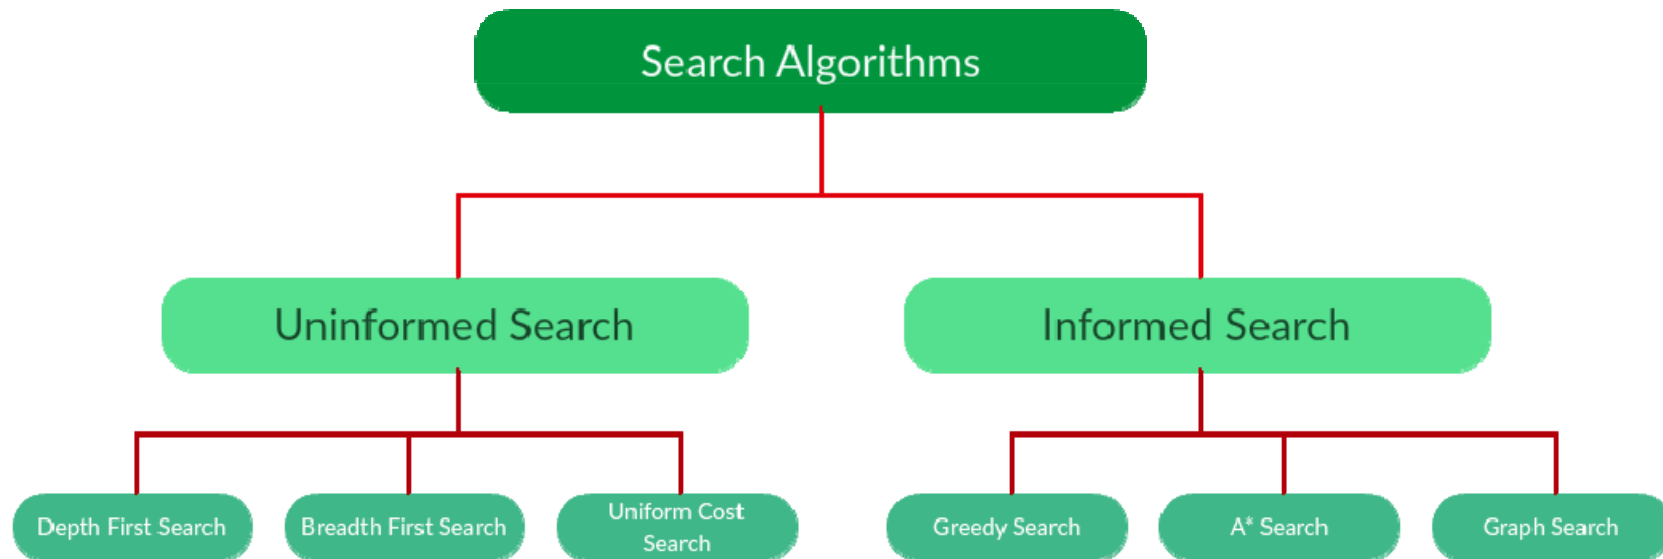 Search Algorithms
Uninformed Search
Informed Search
Depth First Search
Breadth First Search
Uniform Cost
Search
Greedy Search
A* Search
Graph Search